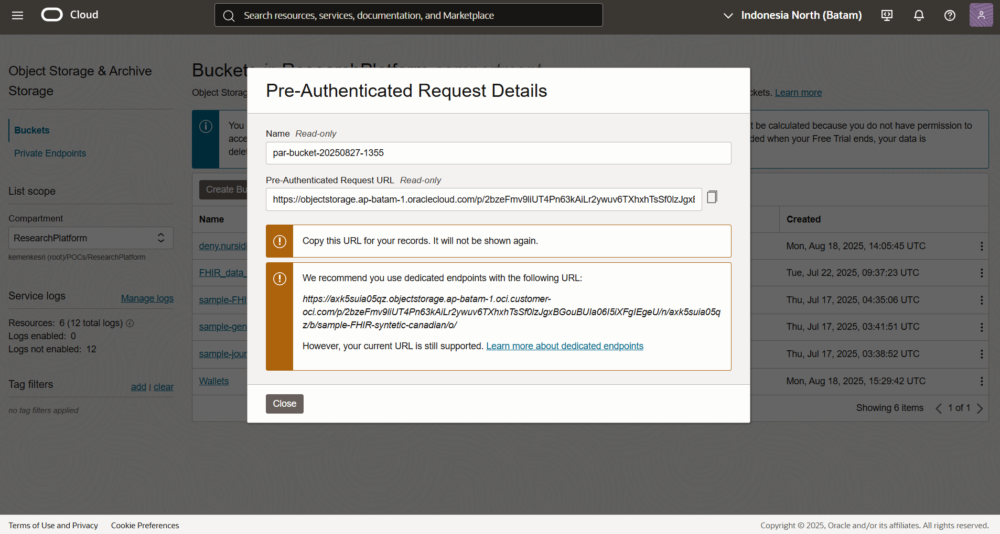 Cloud
Search resources, services, documentation, and Marketplace
Indonesia North (Batam)
Object Storage & Archive
Storage
Buckets
Private Endpoints
List scope
Compartment
ResearchPlatform
kemenkesri (root)/POCs/ResearchPlatform
Service logs
Manage logs
Resources: 6 (12 total logs)
Logs enabled: 0
Logs not enabled: 12
Tag filters
add | clear
no tag filters applied
Buckets in ResearchPlatform compartment
Object Storag
ckets. Learn more
You
t be calculated because you do not have permission to
acce
ded when your Free Trial ends, your data is
delet
Create Bu
Name
Created
deny.nursidi
Mon, Aug 18, 2025, 14:05:45 UTC
FHIR_data_
Tue, Jul 22, 2025, 09:37:23 UTC
sample-FHI
Thu, Jul 17, 2025, 04:35:06 UTC
sample-gen
Thu, Jul 17, 2025, 03:41:51 UTC
sample-jour
Thu, Jul 17, 2025, 03:38:52 UTC
Wallets
Mon, Aug 18, 2025, 15:29:42 UTC
Showing 6 items
1 of 1
Pre-Authenticated Request Details
Name Read-only
par-bucket-20250827-1355
Pre-Authenticated Request URL Read-only
https://objectstorage.ap-batam-1.oraclecloud.com/p/2bzeFmv9liUT4Pn63kAiLr2ywuv6TXhxhTsSf0lzJgxB
Copy this URL for your records. It will not be shown again.
We recommend you use dedicated endpoints with the following URL:
https://axk5suia05qz.objectstorage.ap-batam-1.oci.customer-
oci.com/p/2bzeFmv9liUT4Pn63kAiLr2ywuv6TXhxhTsSf0lzJgxBGouBUIa06I5iXFgIEgeU/n/axk5suia05q
z/b/sample-FHIR-syntetic-canadian/o/
However, your current URL is still supported. Learn more about dedicated endpoints
Close
Terms of Use and Privacy
Cookie Preferences
Copyright © 2025, Oracle and/or its affiliates. All rights reserved.